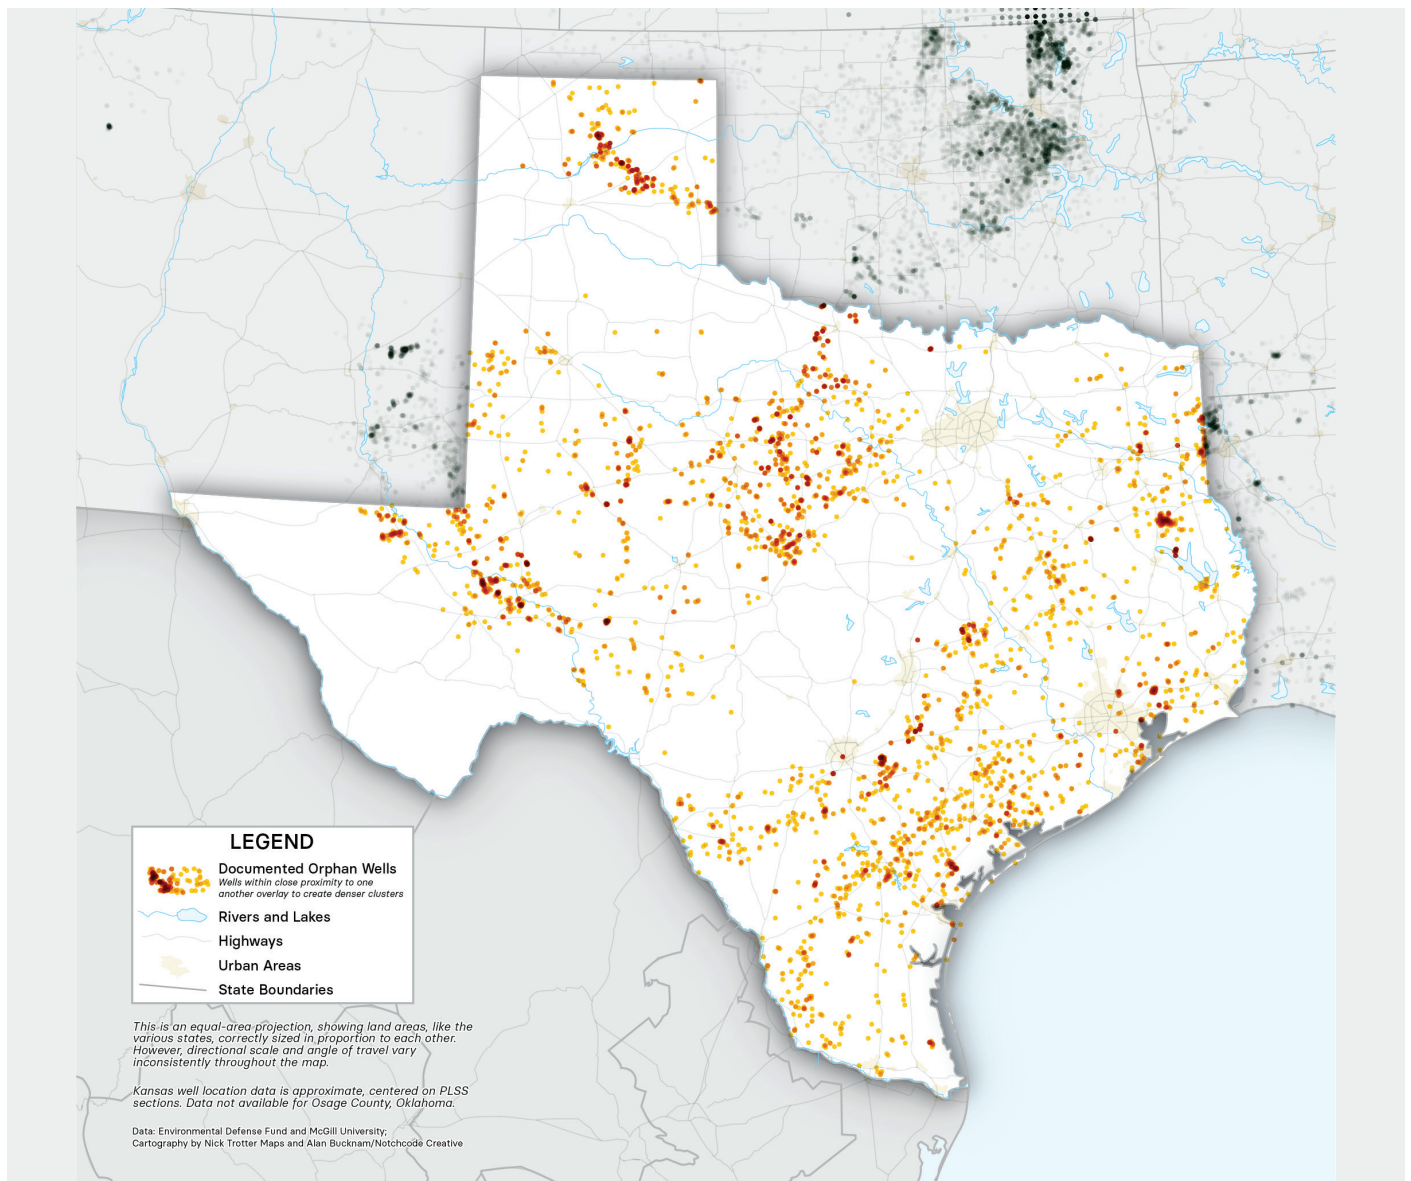 LEGEND
Documented Orphan Wells
Wells within close proximity to one
another overlay to create denser clusters
Rivers and Lakes
Highways
Urban Areas
State Boundaries
This is an equal-area projection, showing land areas, like the
various states, correctly sized in proportion to each other.
However, directional scale and angle of travel vary
inconsistently throughout the map.
Kansas well location data is approximate, centered on PLSS
sections. Data not available for Osage County, Oklahoma.
Data: Environmental Defense Fund and McGill University;
Cartography by Nick Trotter Maps and Alan Bucknam/Notchcode Creative